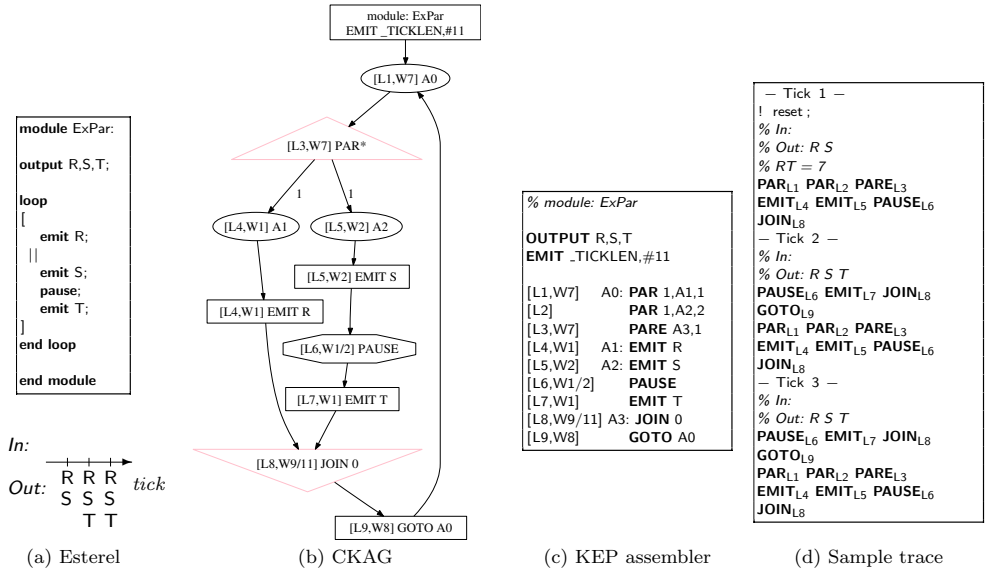 module ExPar:
output R,S,T;
loop
[
emit R;
||
emit S;
pause;
emit T;
]
end loop
end module
In:
Out:
R R R
S S S
T T
tick
(a) Esterel
module: ExPar
EMIT _TICKLEN,#11
[L1,W7] A0
[L3,W7] PAR*
1
1
[L4,W1] A1
[L5,W2] A2
[L5,W2] EMIT S
[L4,W1] EMIT R
[L6,W1/2] PAUSE
[L7,W1] EMIT T
[L8,W9/11] JOIN 0
[L9,W8] GOTO A0
(b) CKAG
% module: ExPar
OUTPUT R,S,T
EMIT _TICKLEN,#11
[L1,W7] A0: PAR 1,A1,1
[L2] PAR 1,A2,2
[L3,W7] PARE A3,1
[L4,W1] A1: EMIT R
[L5,W2] A2: EMIT S
[L6,W1/2] PAUSE
[L7,W1] EMIT T
[L8,W9/11] A3: JOIN 0
[L9,W8] GOTO A0
(c) KEP assembler
– Tick 1 –
! reset ;
% In:
% Out: R S
% RT = 7
PARL1 PARL2 PAREL3
EMITL4 EMITL5 PAUSEL6
JOINL8
– Tick 2 –
% In:
% Out: R S T
PAUSEL6 EMITL7 JOINL8
GOTOL9
PARL1 PARL2 PAREL3
EMITL4 EMITL5 PAUSEL6
JOINL8
– Tick 3 –
% In:
% Out: R S T
PAUSEL6 EMITL7 JOINL8
GOTOL9
PARL1 PARL2 PAREL3
EMITL4 EMITL5 PAUSEL6
JOINL8
(d) Sample trace